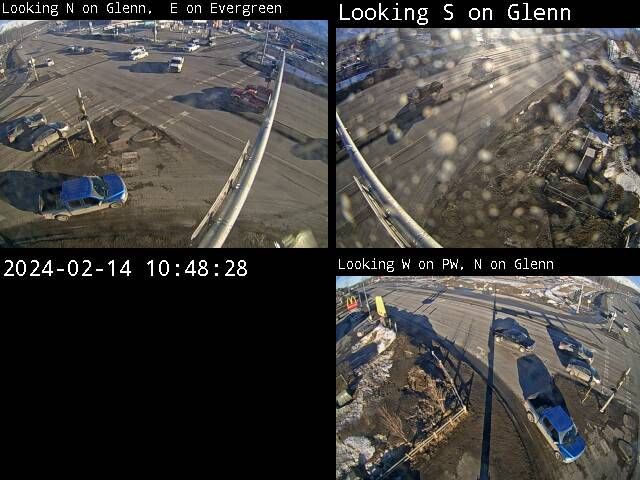 Looking N on Glenn, E on Evergreen
Looking S on Glenn
2024-02-14 10:48:28
Looking W on PW, N on Glenn